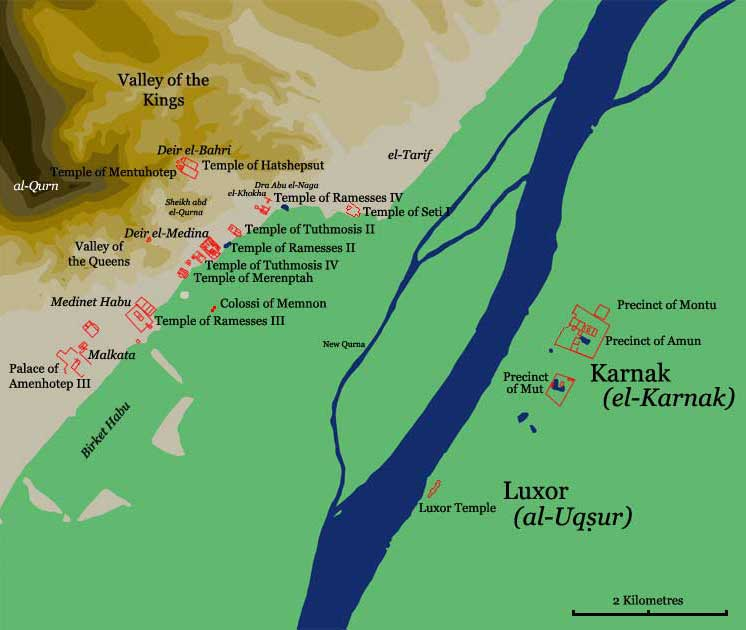 Valley of the
Kings
Deir el-Bahri
Temple of Mentuhotep
Temple of Hatshepsut
el-Tarif
al-Qurn
Dra Abu el-Naga
el-Khokha
Temple of Ramesses IV
Sheikh abd
el-Qurna
Temple of Seti I
Deir el-Medina
Temple of Tuthmosis II
Valley of
the Queens
Temple of Ramesses II
Temple of Tuthmosis IV
Temple of Merenptah
Medinet Habu
Colossi of Memnon
Temple of Ramesses III
Precinct of Montu
Precinct of Amun
New Qurna
Malkata
Palace of
Amenhotep III
Precinct
of Mut
Karnak
(el-Karnak)
Birket Habu
Luxor
(al-Uqṣur)
Luxor Temple
2 Kilometres